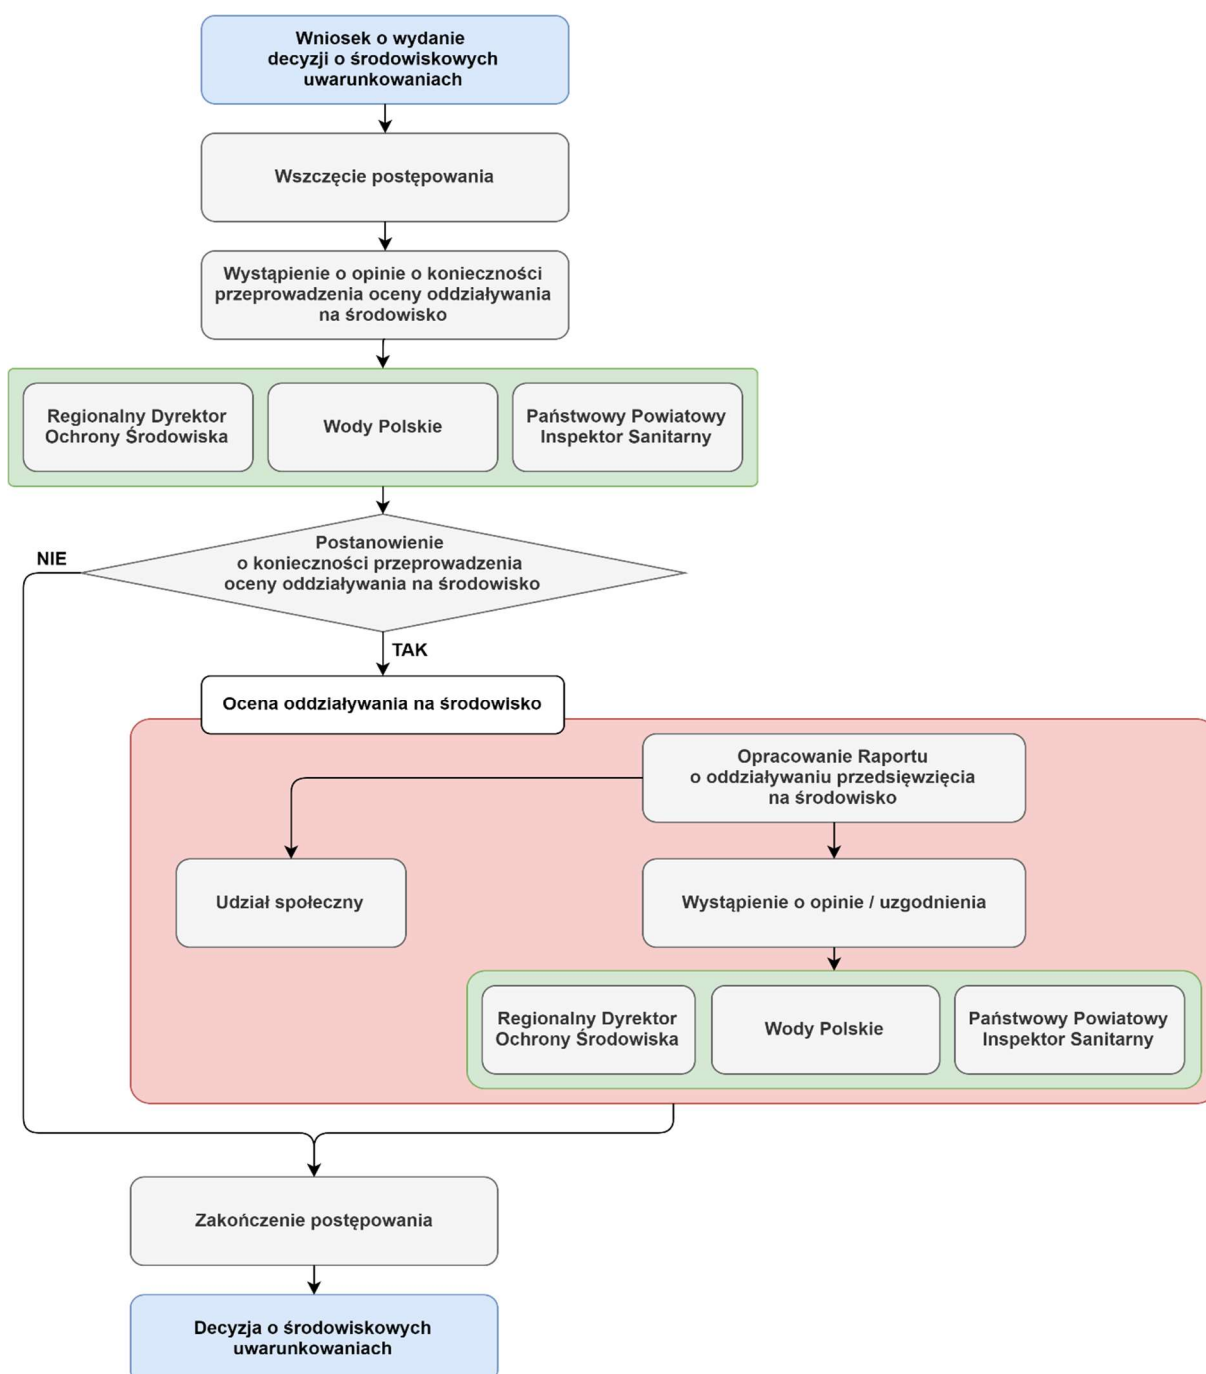 Wniosek o wydanie
decyzji o środowiskowych
uwarunkowaniach
Wszczęcie postępowania
Wystąpienie o opinie o konieczności
przeprowadzenia oceny oddziaływania
na środowisko
Regionalny Dyrektor
Ochrony Środowiska
Wody Polskie
Państwowy Powiatowy
Inspektor Sanitarny
Postanowienie
o konieczności przeprowadzenia
oceny oddziaływania na środowisko
NIE
TAK
Ocena oddziaływania na środowisko
Opracowanie Raportu
o oddziaływaniu przedsięwzięcia
na środowisko
Udział społeczny
Wystąpienie o opinie / uzgodnienia
Regionalny Dyrektor
Ochrony Środowiska
Wody Polskie
Państwowy Powiatowy
Inspektor Sanitarny
Zakończenie postępowania
Decyzja o środowiskowych
uwarunkowaniach